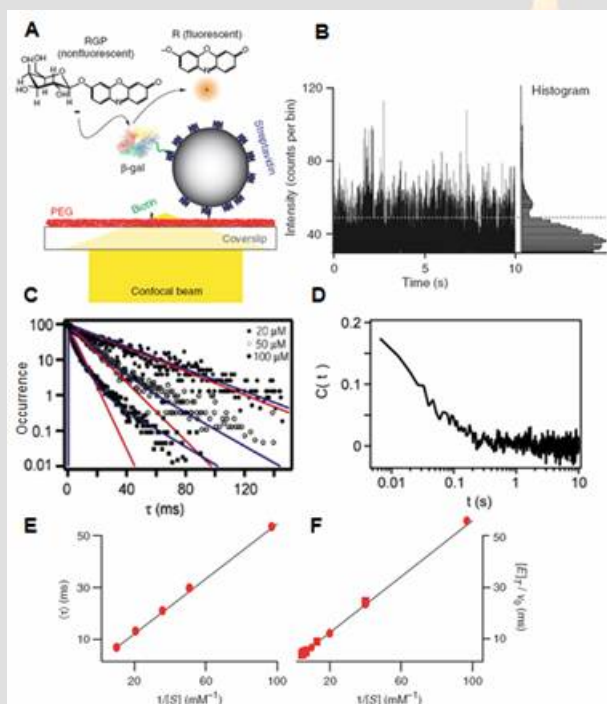 A
RGP
(nonfluorescent)
R (fluorescent)
β-gal
Streptavidin
Biotin
PEG
Coverslip
Confocal beam
B
Histogram
Intensity (counts per bin)
120
90
60
40
0
5
10
Time (s)
C
Occurrence
100
10
1
0.1
0.01
20 μM
50 μM
100 μM
0
40
80
120
τ (ms)
D
C( t )
0.2
0.1
0
0.01
0.1
1
10
t (s)
E
⟨τ⟩ (ms)
50
30
10
20
60
100
1/[S] (mM⁻¹)
F
50
30
10
[E]T / v0 (ms)
20
60
100
1/[S] (mM⁻¹)